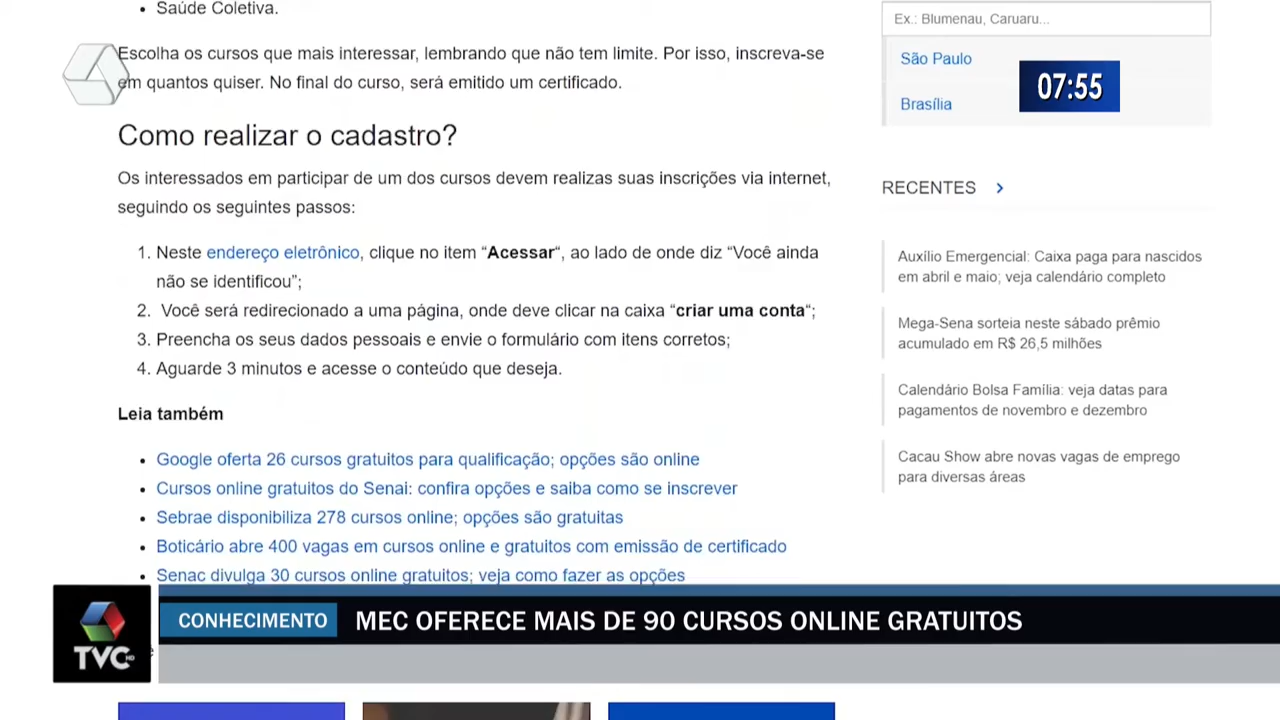 Saúde Coletiva.
Escolha os cursos que mais interessar, lembrando que não tem limite. Por isso, inscreva-se
em quantos quiser. No final do curso, será emitido um certificado.
Como realizar o cadastro?
Os interessados em participar de um dos cursos devem realizas suas inscrições via internet,
seguindo os seguintes passos:
1. Neste endereço eletrônico, clique no item “Acessar“, ao lado de onde diz “Você ainda
não se identificou”;
2. Você será redirecionado a uma página, onde deve clicar na caixa “criar uma conta“;
3. Preencha os seus dados pessoais e envie o formulário com itens corretos;
4. Aguarde 3 minutos e acesse o conteúdo que deseja.
Leia também
Google oferta 26 cursos gratuitos para qualificação; opções são online
Cursos online gratuitos do Senai: confira opções e saiba como se inscrever
Sebrae disponibiliza 278 cursos online; opções são gratuitas
Boticário abre 400 vagas em cursos online e gratuitos com emissão de certificado
Senac divulga 30 cursos online gratuitos; veja como fazer as opções
Ex.: Blumenau, Caruaru...
São Paulo
Brasília
07:55
RECENTES
Auxílio Emergencial: Caixa paga para nascidos
em abril e maio; veja calendário completo
Mega-Sena sorteia neste sábado prêmio
acumulado em R$ 26,5 milhões
Calendário Bolsa Família: veja datas para
pagamentos de novembro e dezembro
Cacau Show abre novas vagas de emprego
para diversas áreas
CONHECIMENTO MEC OFERECE MAIS DE 90 CURSOS ONLINE GRATUITOS
TVC HD